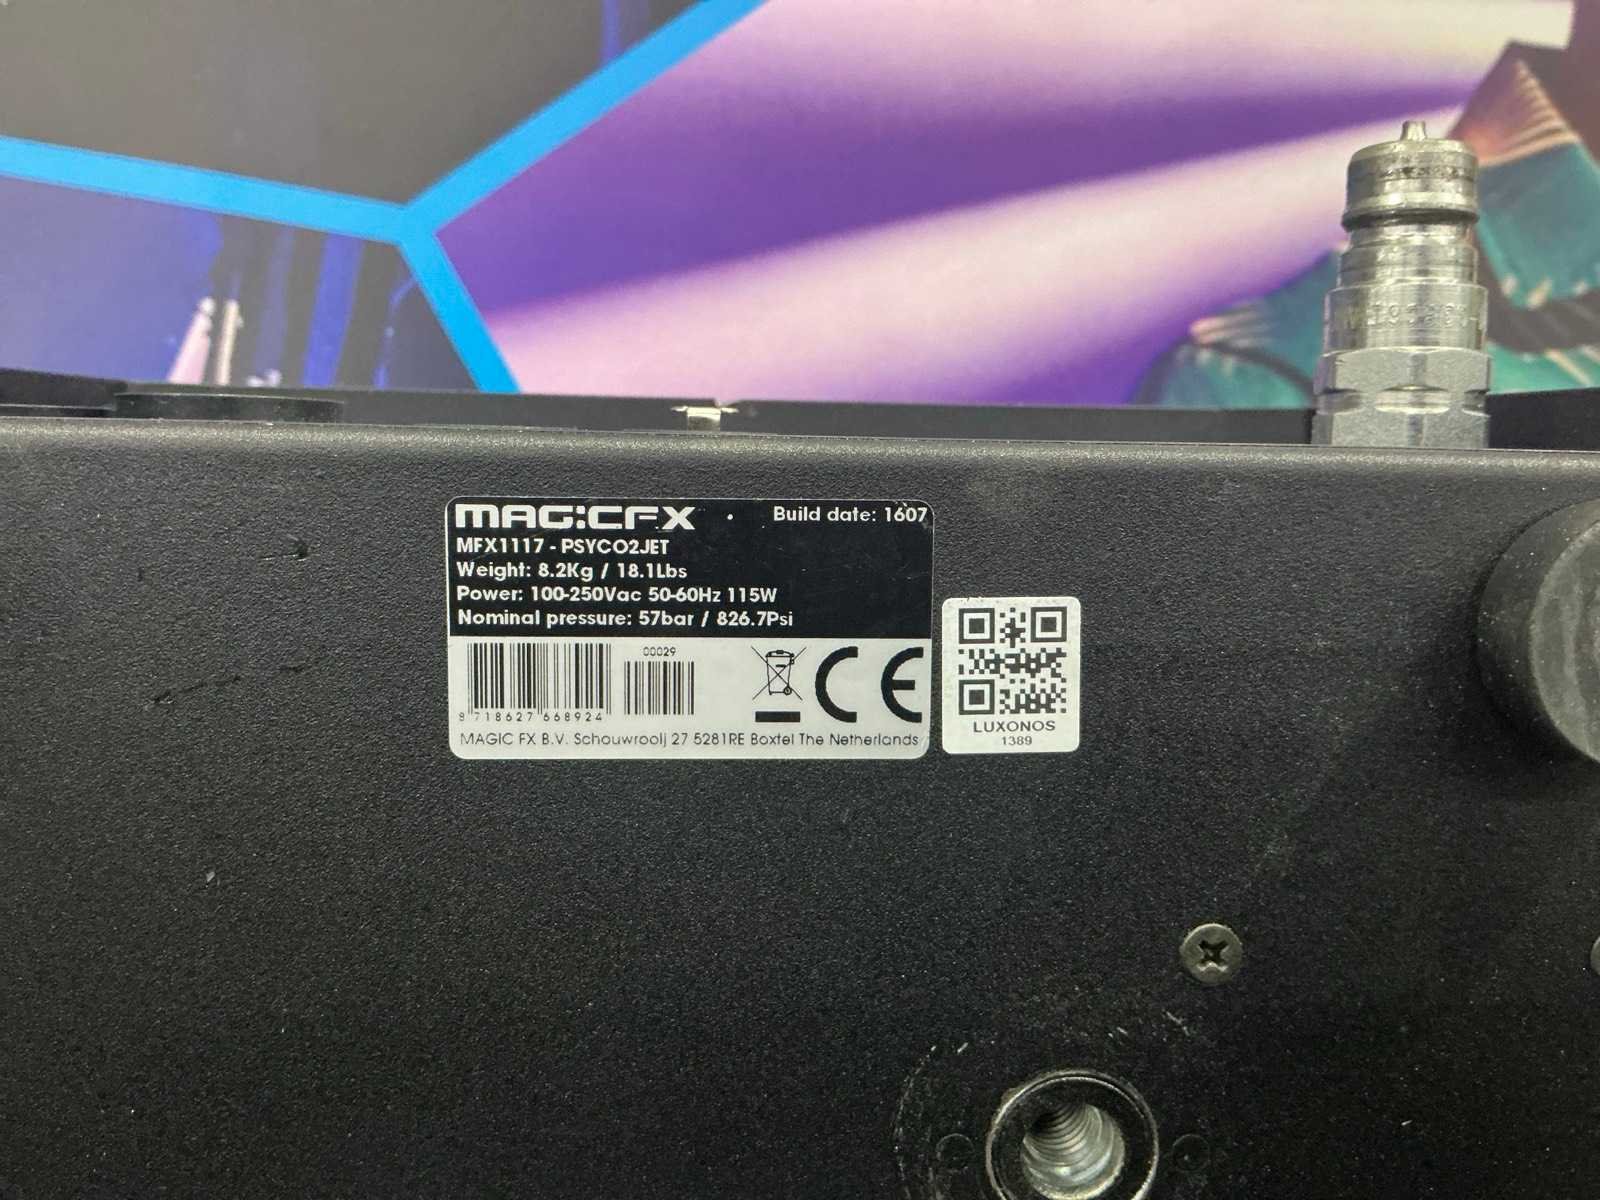 MAGICFX
Build date: 1607
MFX1117 - PSYCO2JET
Weight: 8.2Kg / 18.1Lbs
Power: 100-250Vac 50-60Hz 115W
Nominal pressure: 57bar / 826.7Psi
00029
8 718627 668924
CE
MAGIC FX B.V. Schouwrooij 27 5281RE Boxtel The Netherlands
LUXONOS
1389